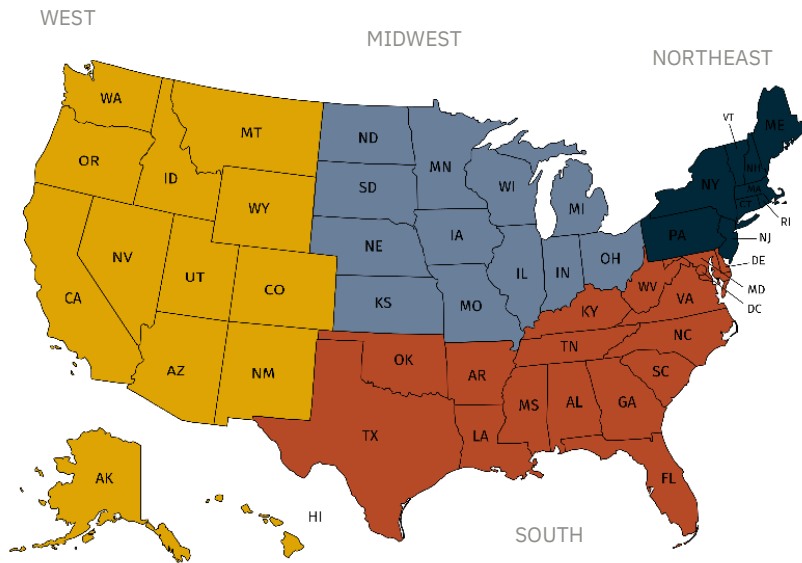 WEST
MIDWEST
NORTHEAST
WA
OR
ID
MT
WY
NV
UT
CO
CA
AZ
NM
AK
HI
ND
SD
NE
KS
MN
IA
MO
WI
IL
MI
IN
OH
VT
ME
NH
MA
NY
CT
RI
PA
NJ
DE
MD
DC
WV
VA
KY
TN
NC
SC
OK
AR
TX
LA
MS
AL
GA
FL
SOUTH